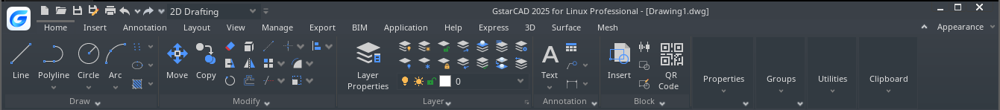 2D Drafting GstarCAD 2025 for Linux Professional - [Drawing1.dwg]
Home Insert Annotation Layout View Manage Export BIM Application Help Express 3D Surface Mesh Appearance
Line Polyline Circle Arc
Draw
Move Copy
Modify
Layer
Properties
0
Layer
Text
Annotation
Insert QR
Code
Block
Properties
Groups
Utilities
Clipboard